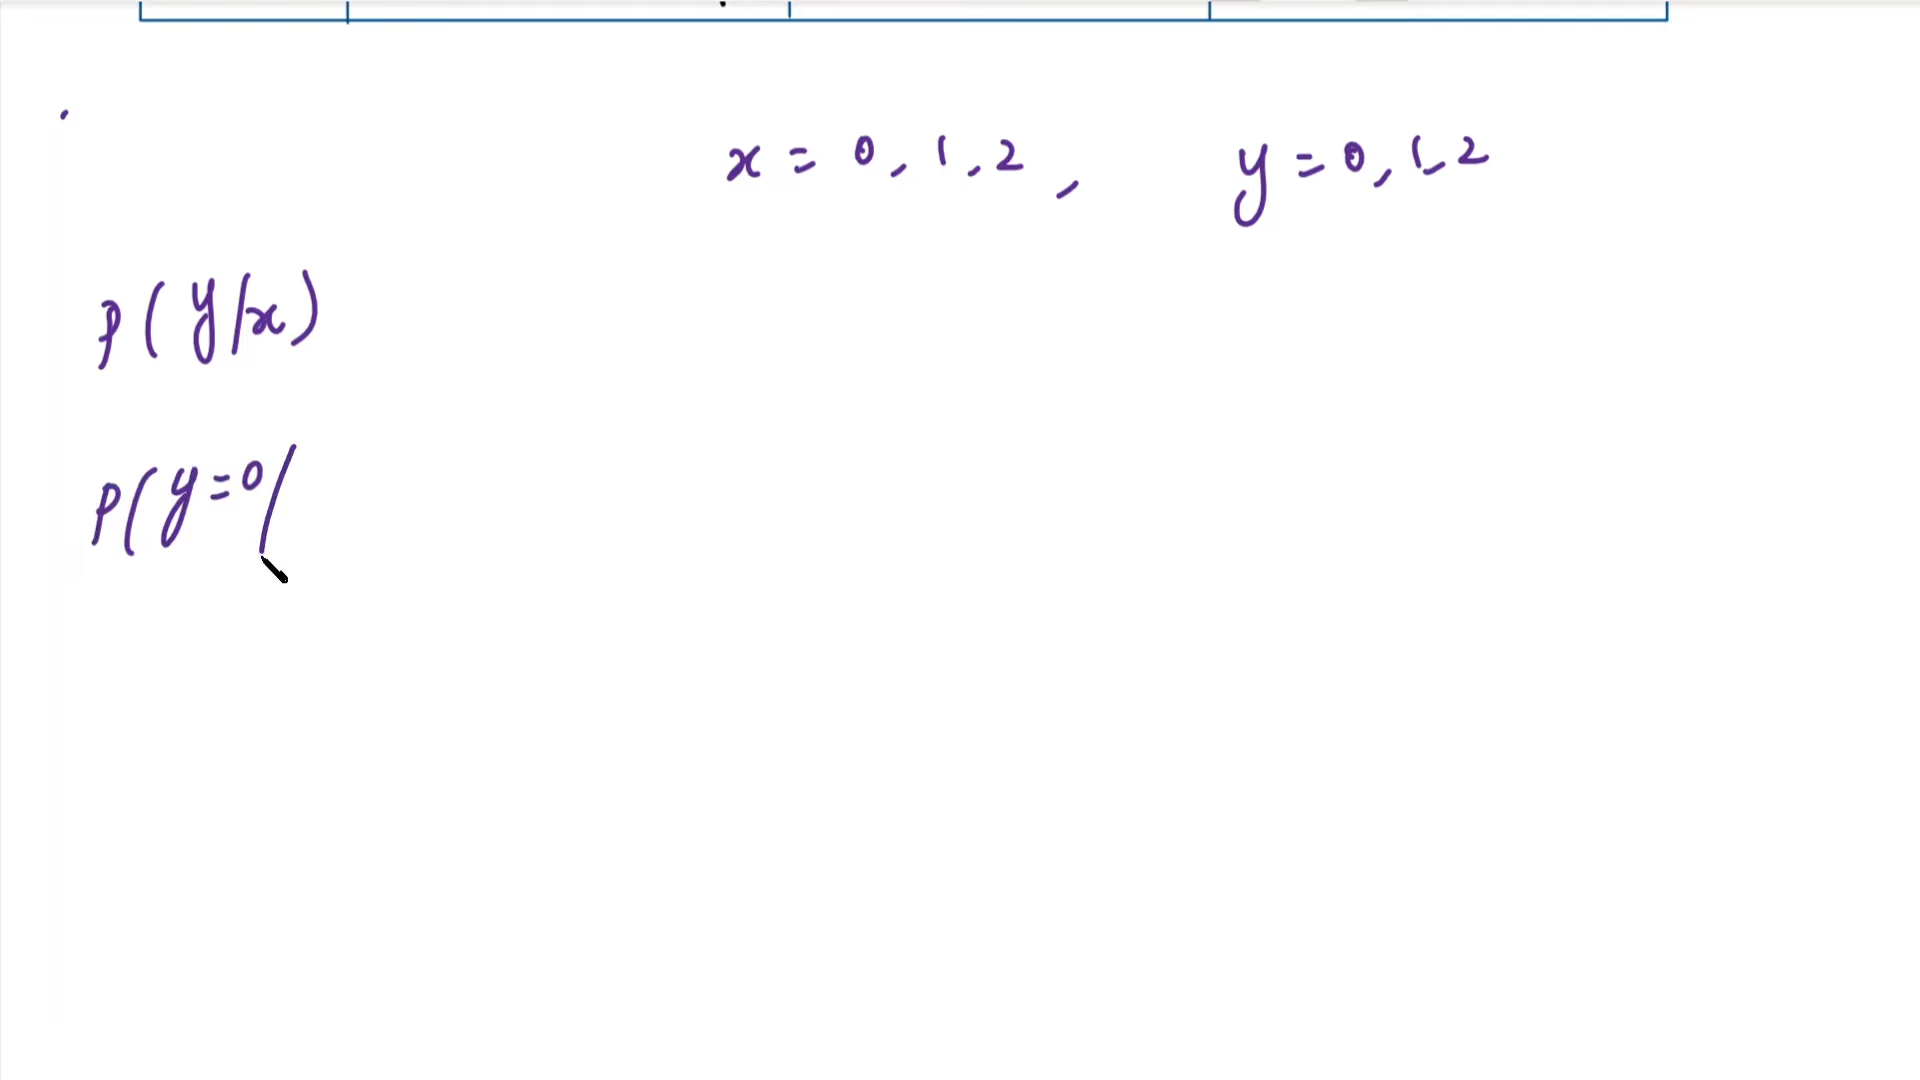 x = 0, 1, 2, y = 0, 1, 2
P(y/x)
P(y=0/